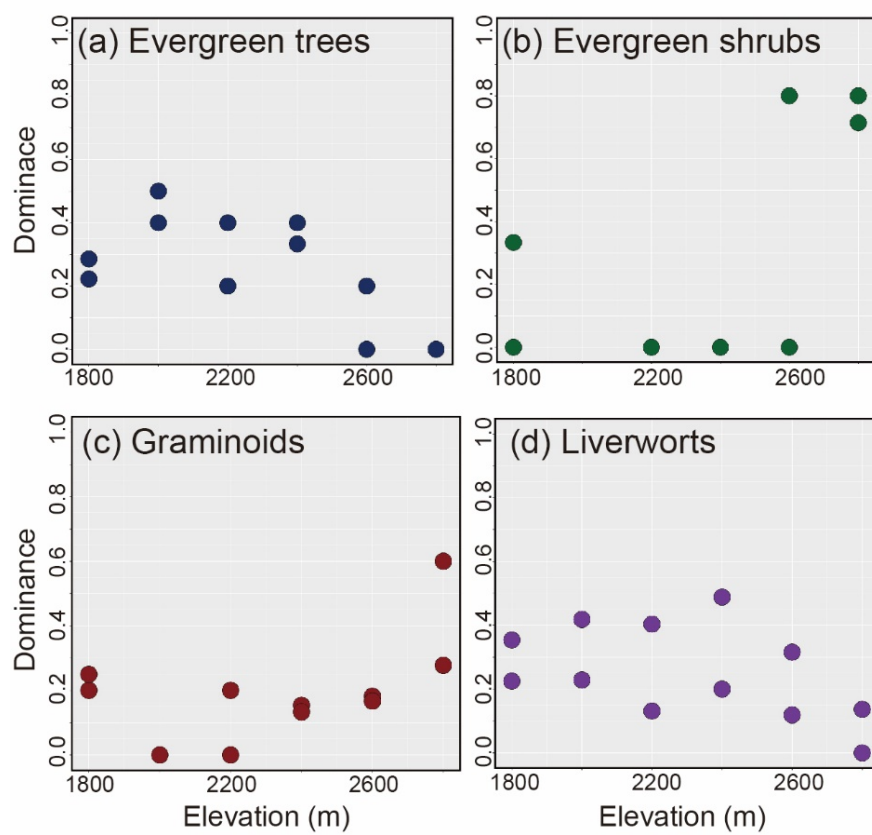 (a) Evergreen trees
Dominace
0.0 0.2 0.4 0.6 0.8 1.0
1800 2200 2600
(b) Evergreen shrubs
0.0 0.2 0.4 0.6 0.8 1.0
1800 2200 2600
(c) Graminoids
Dominance
0.0 0.2 0.4 0.6 0.8 1.0
1800 2200 2600
Elevation (m)
(d) Liverworts
0.0 0.2 0.4 0.6 0.8 1.0
1800 2200 2600
Elevation (m)